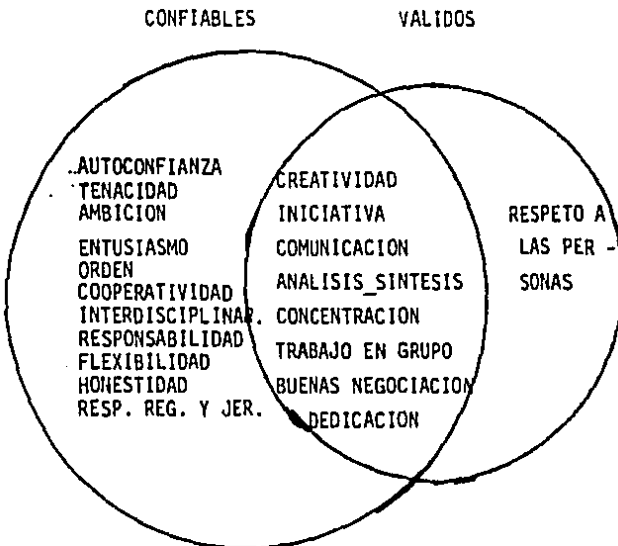 CONFIABLES
VALIDOS
..AUTOCONFIANZA
TENACIDAD
AMBICION
ENTUSIASMO
ORDEN
COOPERATIVIDAD
INTERDISCIPLINAR.
RESPONSABILIDAD
FLEXIBILIDAD
HONESTIDAD
RESP. REG. Y JER.
CREATIVIDAD
INICIATIVA
COMUNICACION
ANALISIS_SINTESIS
CONCENTRACION
TRABAJO EN GRUPO
BUENAS NEGOCIACION
DEDICACION
RESPETO A
LAS PER -
SONAS